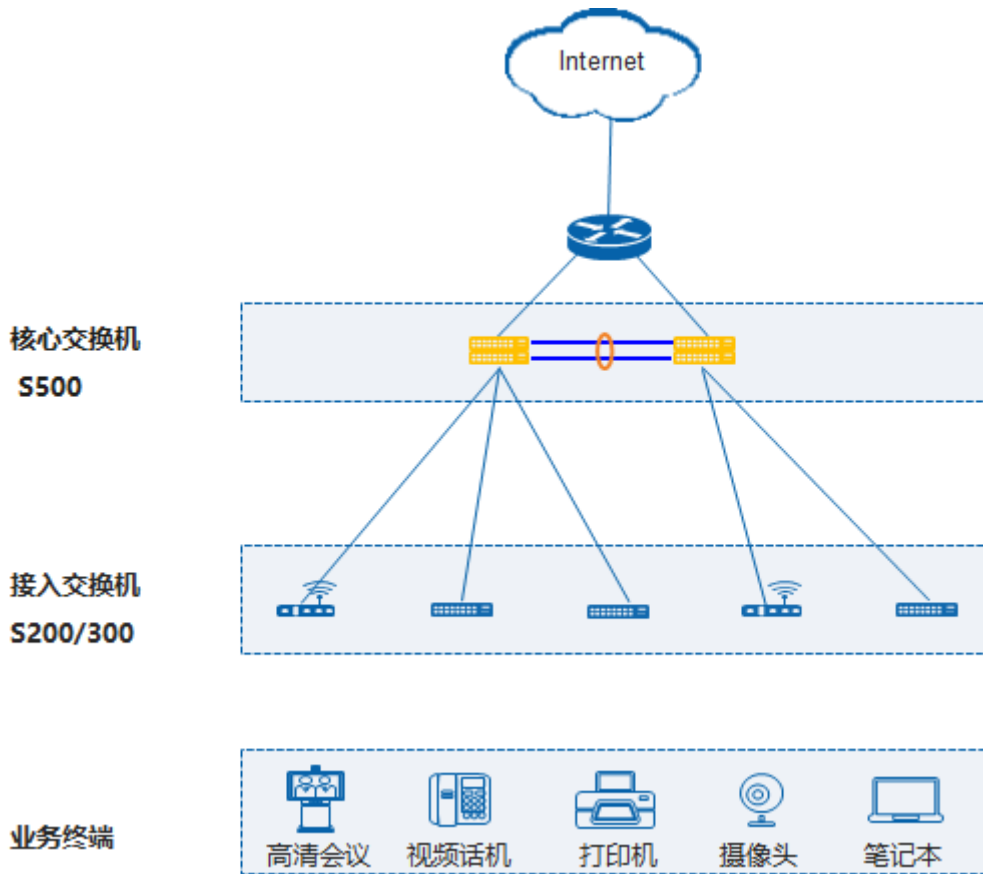 Internet
核心交换机
S500
接入交换机
S200/300
业务终端
高清会议 视频话机 打印机 摄像头 笔记本